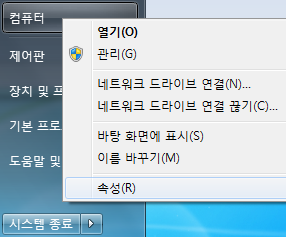 컴퓨터
제어판
장치 및 프
기본 프로
도움말 및
시스템 종료
열기(O)
관리(G)
네트워크 드라이브 연결(N)...
네트워크 드라이브 연결 끊기(C)...
바탕 화면에 표시(S)
이름 바꾸기(M)
속성(R)